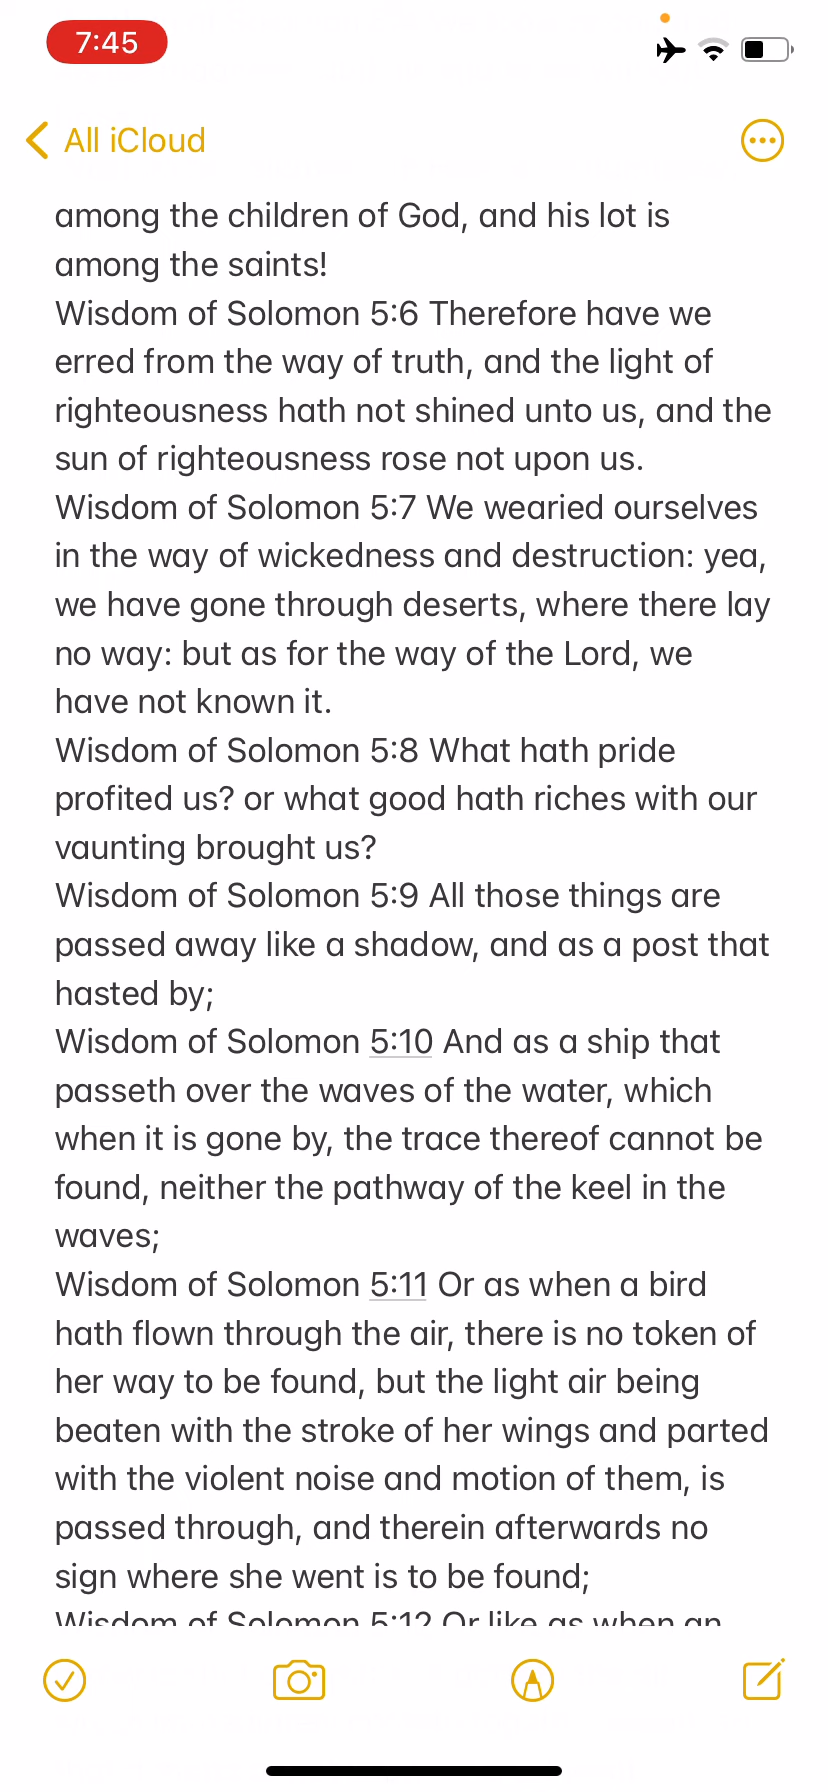 7:45
All iCloud
among the children of God, and his lot is
among the saints!
Wisdom of Solomon 5:6 Therefore have we
erred from the way of truth, and the light of
righteousness hath not shined unto us, and the
sun of righteousness rose not upon us.
Wisdom of Solomon 5:7 We wearied ourselves
in the way of wickedness and destruction: yea,
we have gone through deserts, where there lay
no way: but as for the way of the Lord, we
have not known it.
Wisdom of Solomon 5:8 What hath pride
profited us? or what good hath riches with our
vaunting brought us?
Wisdom of Solomon 5:9 All those things are
passed away like a shadow, and as a post that
hasted by;
Wisdom of Solomon 5:10 And as a ship that
passeth over the waves of the water, which
when it is gone by, the trace thereof cannot be
found, neither the pathway of the keel in the
waves;
Wisdom of Solomon 5:11 Or as when a bird
hath flown through the air, there is no token of
her way to be found, but the light air being
beaten with the stroke of her wings and parted
with the violent noise and motion of them, is
passed through, and therein afterwards no
sign where she went is to be found;
Wisdom of Solomon 5:12 Or like as when an